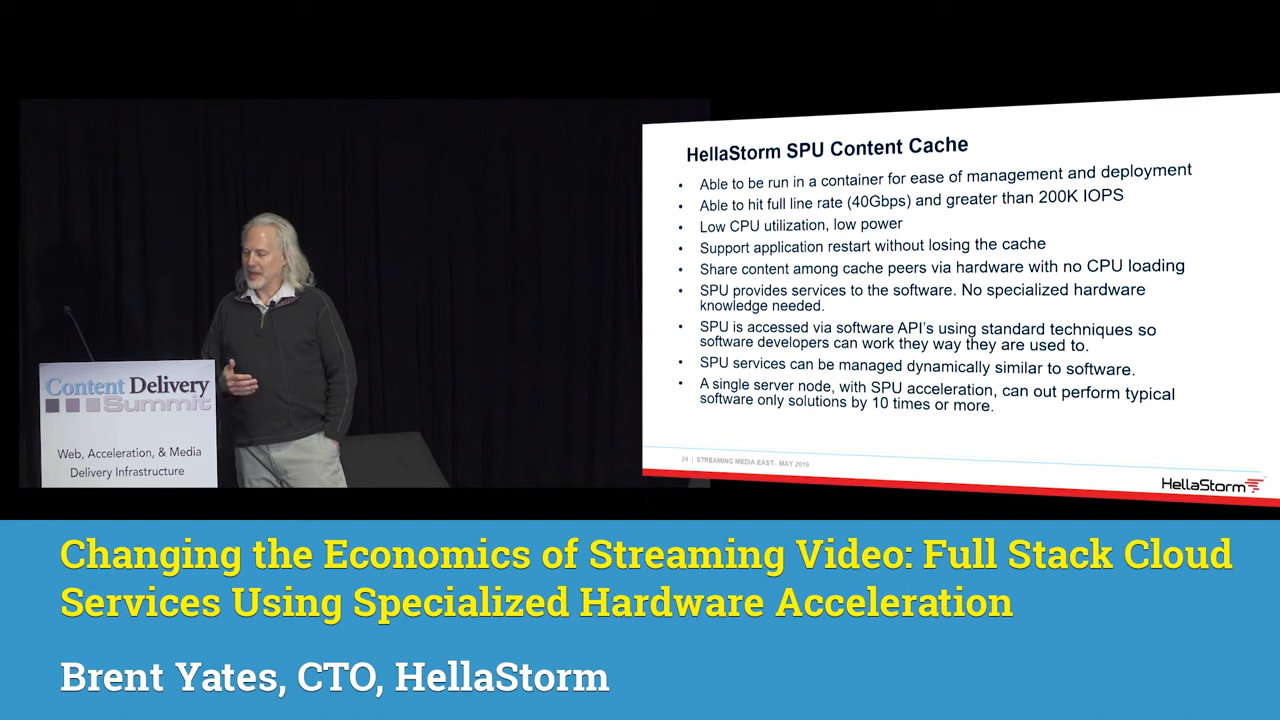 Content Delivery
Summit
Web, Acceleration, & Media
Delivery Infrastructure
HellaStorm SPU Content Cache
• Able to be run in a container for ease of management and deployment
• Able to hit full line rate (40Gbps) and greater than 200K IOPS
• Low CPU utilization, low power
• Support application restart without losing the cache
• Share content among cache peers via hardware with no CPU loading
• SPU provides services to the software. No specialized hardware
knowledge needed.
• SPU is accessed via software API's using standard techniques so
software developers can work they way they are used to.
• SPU services can be managed dynamically similar to software.
• A single server node, with SPU acceleration, can out perform typical
software only solutions by 10 times or more.
24 | STREAMING MEDIA EAST- MAY 2019
HellaStorm
Changing the Economics of Streaming Video: Full Stack Cloud
Services Using Specialized Hardware Acceleration
Brent Yates, CTO, HellaStorm